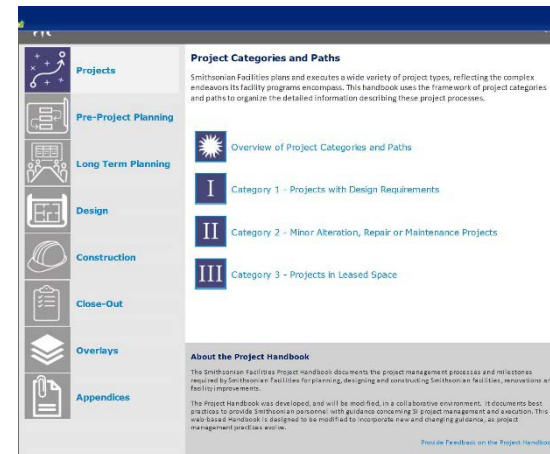 Projects
Pre-Project Planning
Long Term Planning
Design
Construction
Close-Out
Overlays
Appendices
Project Categories and Paths
Smithsonian Facilities plans and executes a wide variety of project types, reflecting the complex
endeavors its facility programs encompass. This handbook uses the framework of project categories
and paths to organize the detailed information describing these project processes.
Overview of Project Categories and Paths
I
Category 1 - Projects with Design Requirements
II
Category 2 - Minor Alteration, Repair or Maintenance Projects
III
Category 3 - Projects in Leased Space
About the Project Handbook
The Smithsonian Facilities Project Handbook documents the project management processes and milestones
required by Smithsonian Facilities for planning, designing and constructing Smithsonian facilities, renovations an
facility improvements.
The Project Handbook was developed, and will be modified, in a collaborative environment. It documents best
practices to provide Smithsonian personnel with guidance concerning SI project management and execution. This
web-based Handbook is designed to be modified to incorporate new and changing guidance, as project
management practices evolve.
Provide Feedback on the Project Handboo